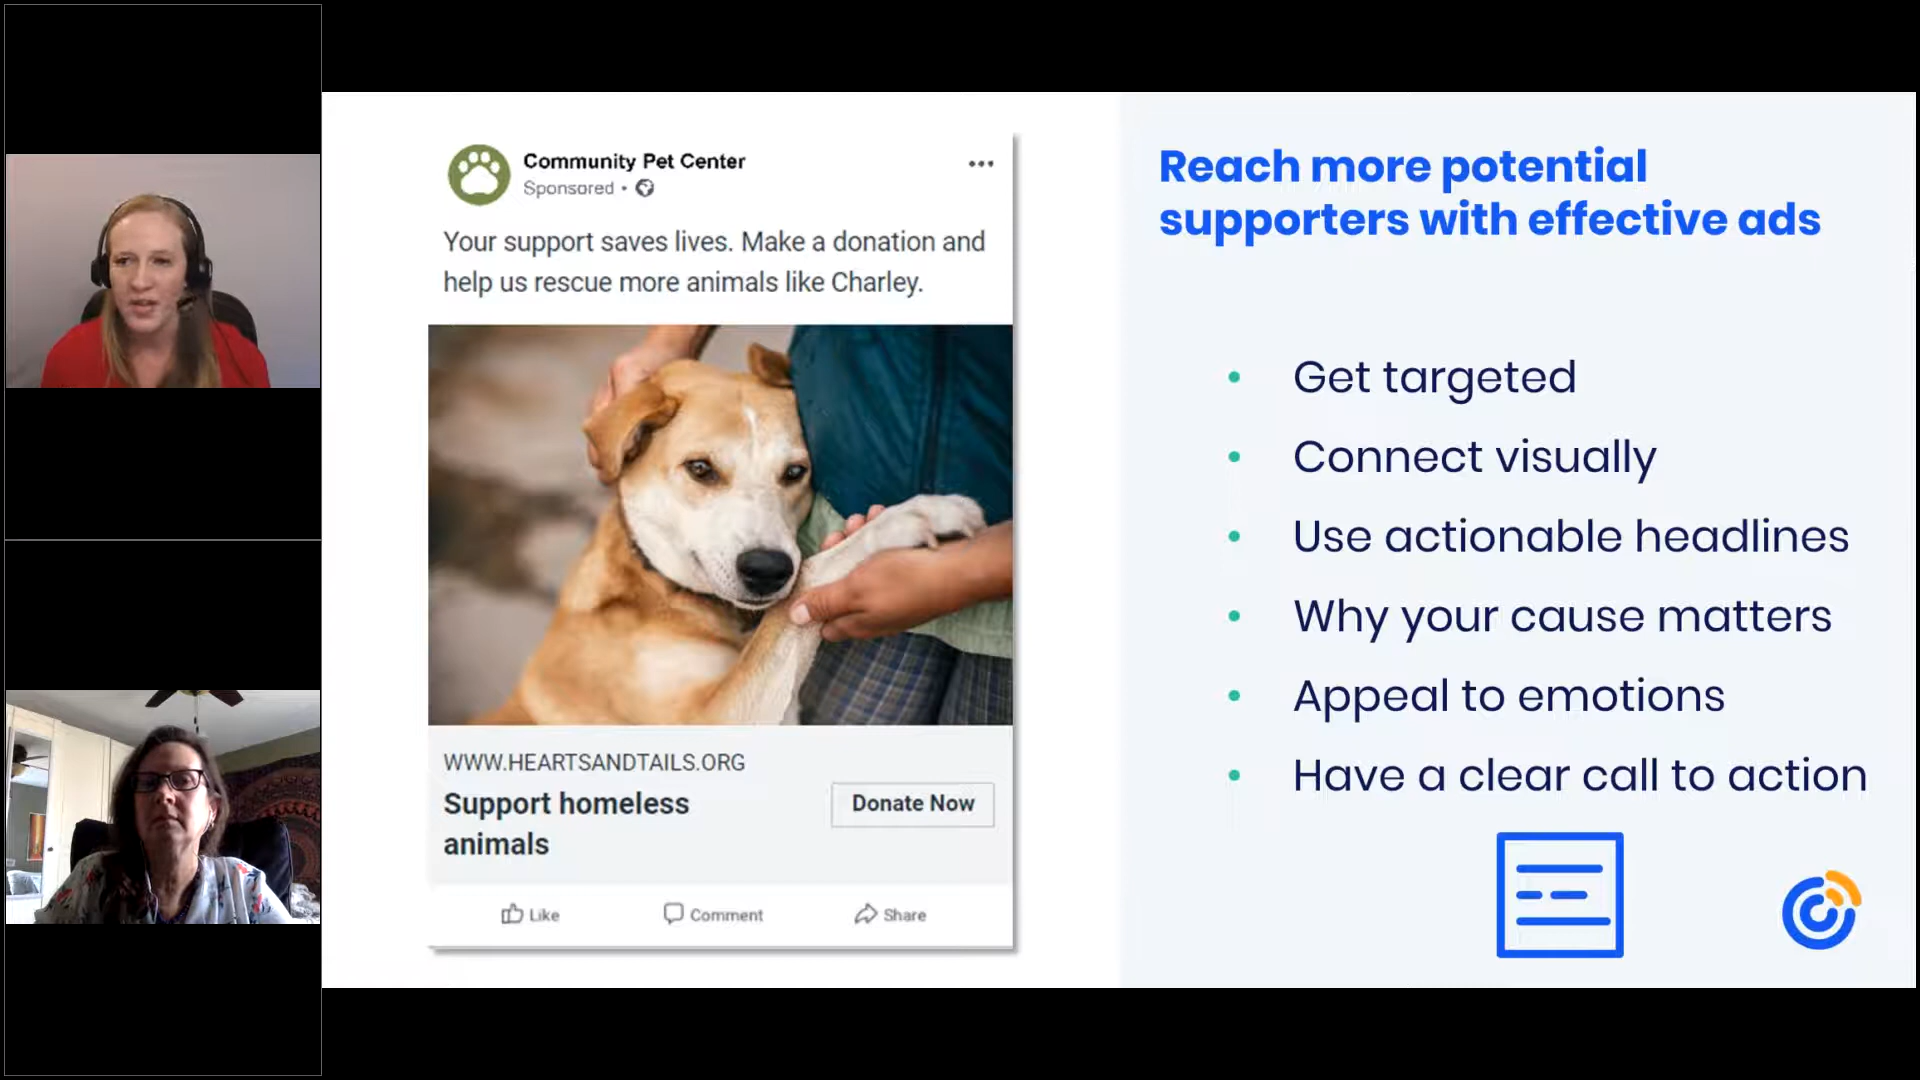 Community Pet Center
Sponsored •
Your support saves lives. Make a donation and
help us rescue more animals like Charley.
WWW.HEARTSANDTAILS.ORG
Support homeless
animals
Donate Now
Like
Comment
Share
Reach more potential
supporters with effective ads
• Get targeted
• Connect visually
• Use actionable headlines
• Why your cause matters
• Appeal to emotions
• Have a clear call to action